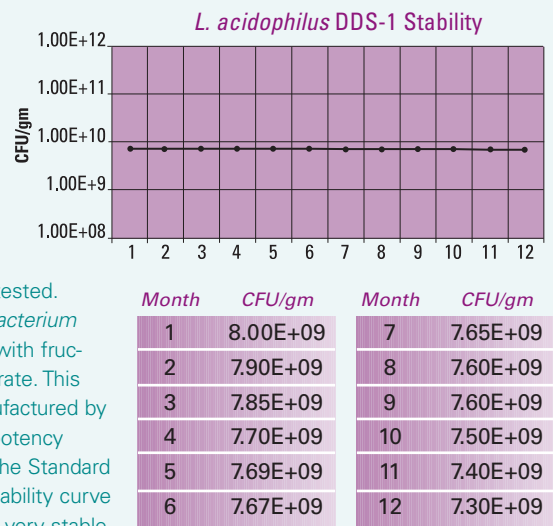 L. acidophilus DDS-1 Stability
CFU/gm
1.00E+12
1.00E+11
1.00E+10
1.00E+9
1.00E+08
1 2 3 4 5 6 7 8 9 10 11 12
ested.
acterium
with fruc-
rate. This
ufactured by
potency
he Standard
ability curve
very stable
Month CFU/gm Month CFU/gm
1 8.00E+09 7 7.65E+09
2 7.90E+09 8 7.60E+09
3 7.85E+09 9 7.60E+09
4 7.70E+09 10 7.50E+09
5 7.69E+09 11 7.40E+09
6 7.67E+09 12 7.30E+09